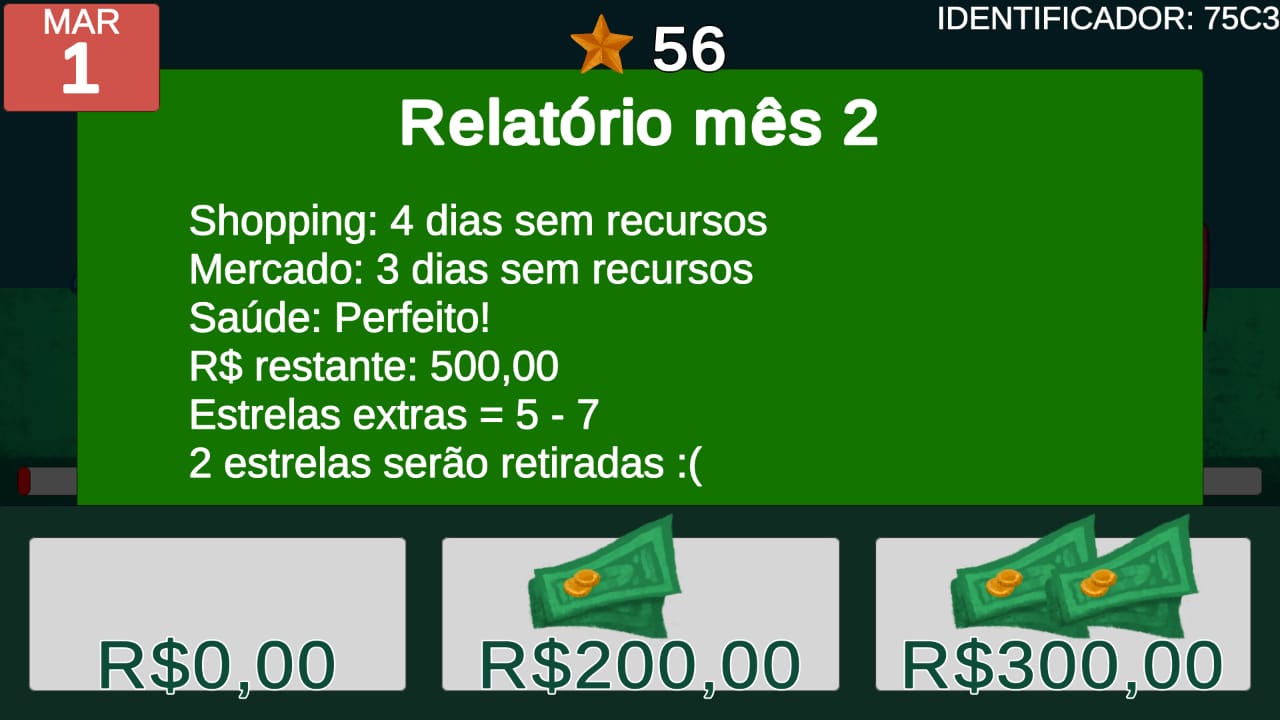 MAR
1
56
IDENTIFICADOR: 75C3
Relatório mês 2
Shopping: 4 dias sem recursos
Mercado: 3 dias sem recursos
Saúde: Perfeito!
R$ restante: 500,00
Estrelas extras = 5 - 7
2 estrelas serão retiradas :(
R$0,00
R$200,00
R$300,00